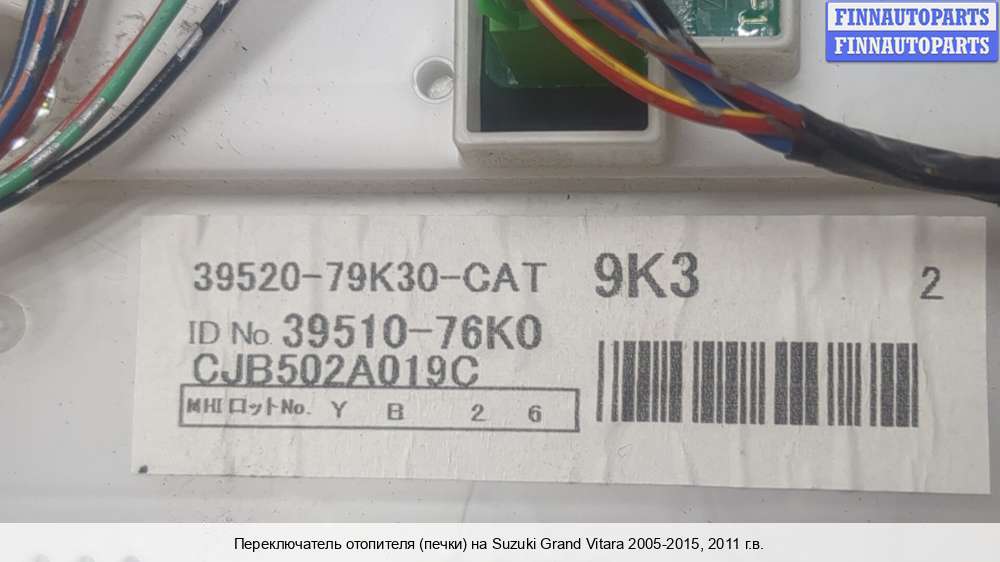 FINNAUTOPARTS
FINNAUTOPARTS
39520-79K30-CAT 9K3 2
ID No. 39510-76K0
CJB502A019C
MHIロットNo. Y B 2 6
Переключатель отопителя (печки) на Suzuki Grand Vitara 2005-2015, 2011 г.в.